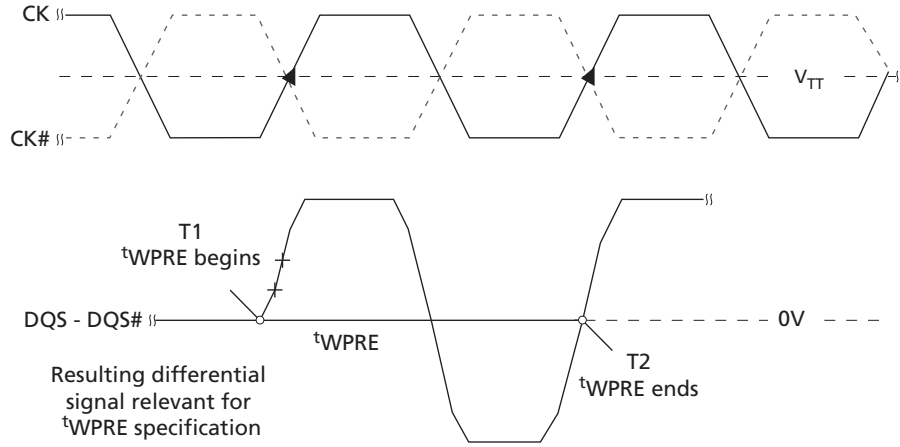 CK
V_TT
CK#
T1
ᵗWPRE begins
DQS - DQS#
0V
ᵗWPRE
T2
ᵗWPRE ends
Resulting differential
signal relevant for
ᵗWPRE specification